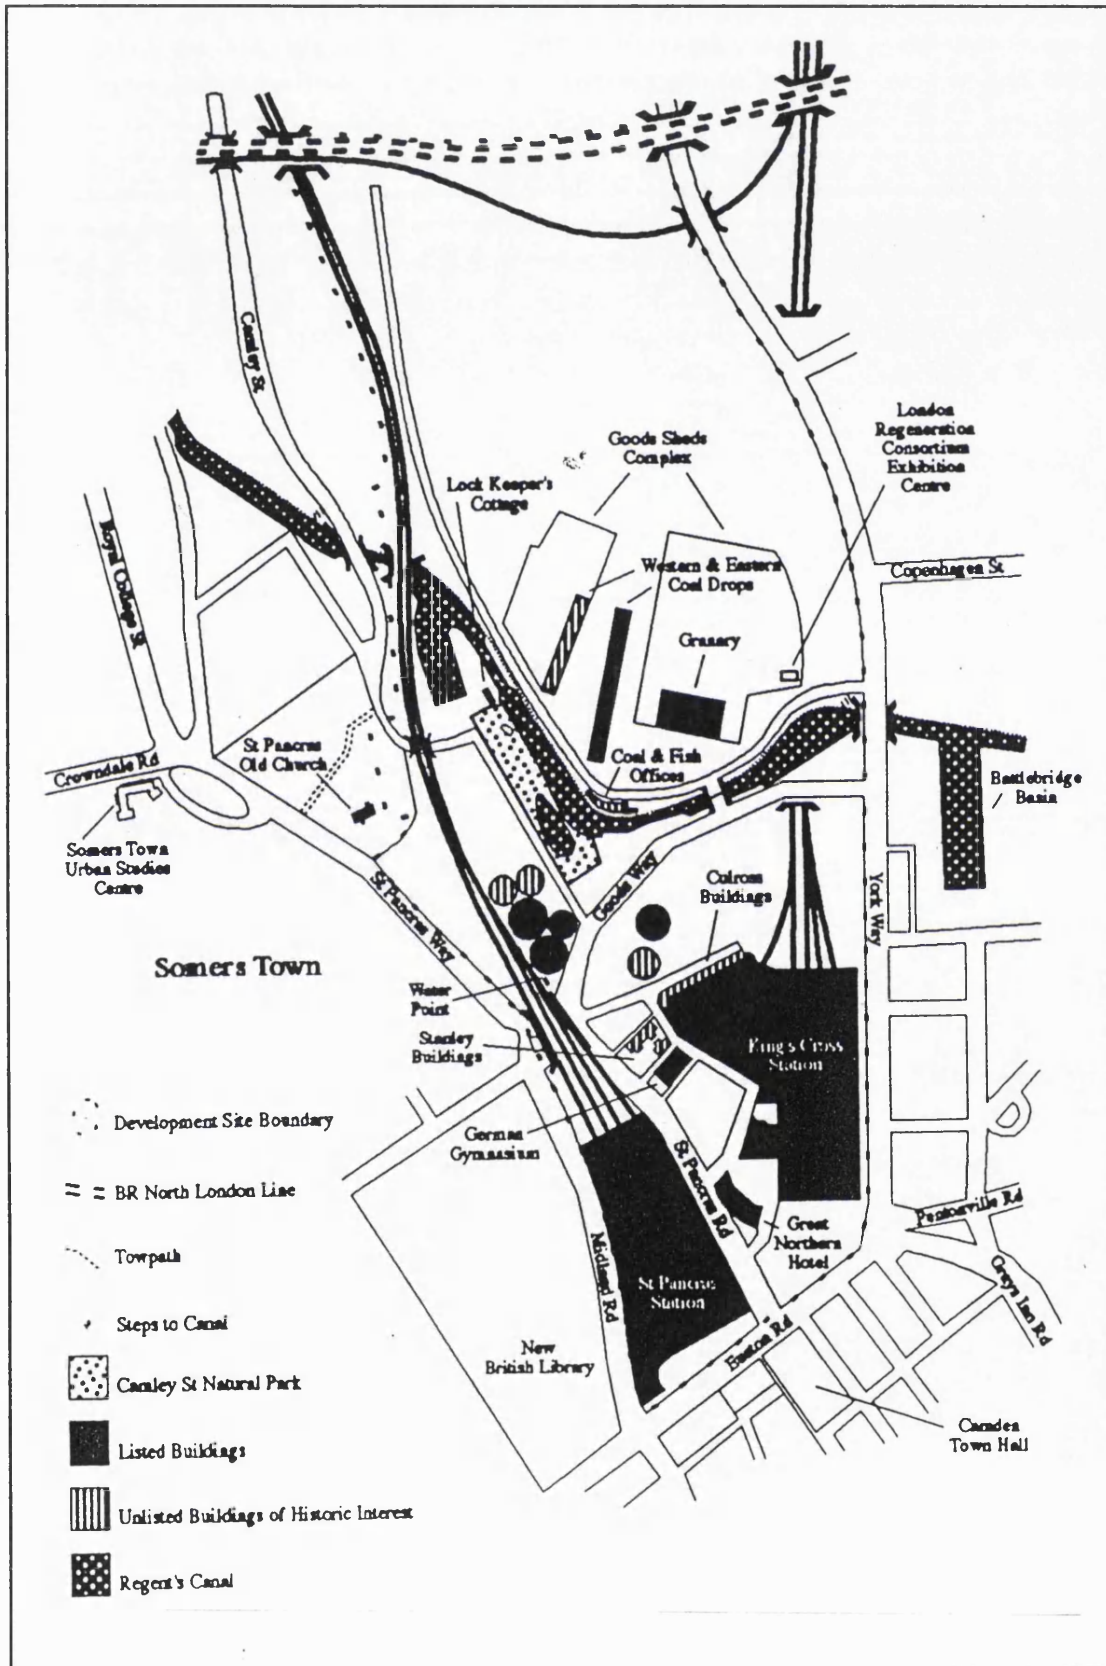 Camley St
London
Regeneration
Consortium
Exhibition
Centre
Goods Sheds
Complex
Lock Keeper's
Cottage
Royal College St
Western & Eastern
Coal Drops
Copenhagen St
Granary
St Pancras
Old Church
Crowndale Rd
Coal & Fish
Offices
Battlebridge
Basin
Somers Town
Urban Studies
Centre
St Pancras Way
Goods Way
Culross
Buildings
York Way
Somers Town
Water
Point
Stanley
Buildings
King's Cross
Station
German
Gymnasium
St Pancras Rd
Pentonville Rd
Great
Northern
Hotel
Grays Inn Rd
Midland Rd
St Pancras
Station
Euston Rd
New
British Library
Camden
Town Hall
Development Site Boundary
BR North London Line
Towpath
Steps to Canal
Camley St Natural Park
Listed Buildings
Unlisted Buildings of Historic Interest
Regent's Canal